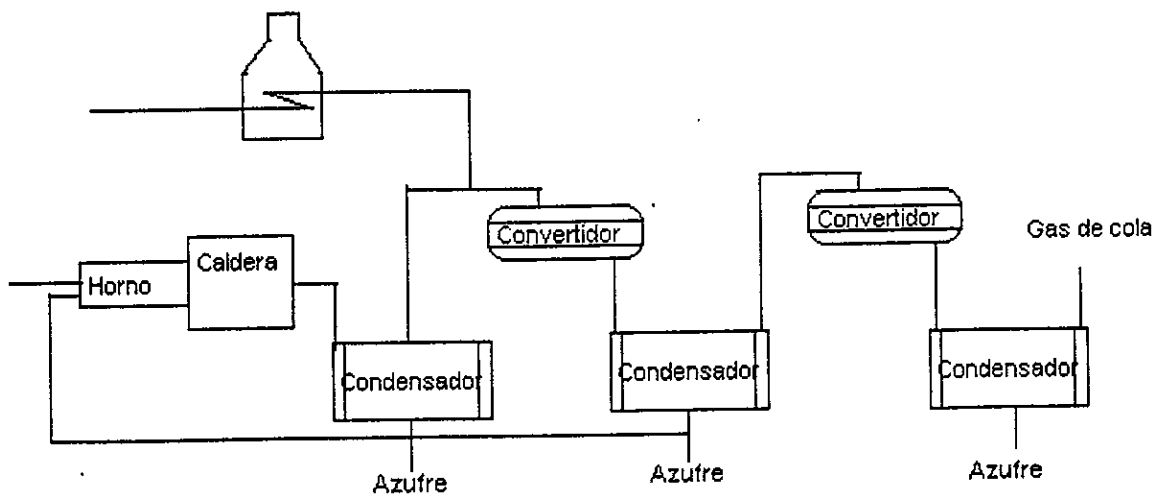 Convertidor
Convertidor
Gas de cola
Caldera
Horno
Condensador
Condensador
Condensador
Azufre
Azufre
Azufre